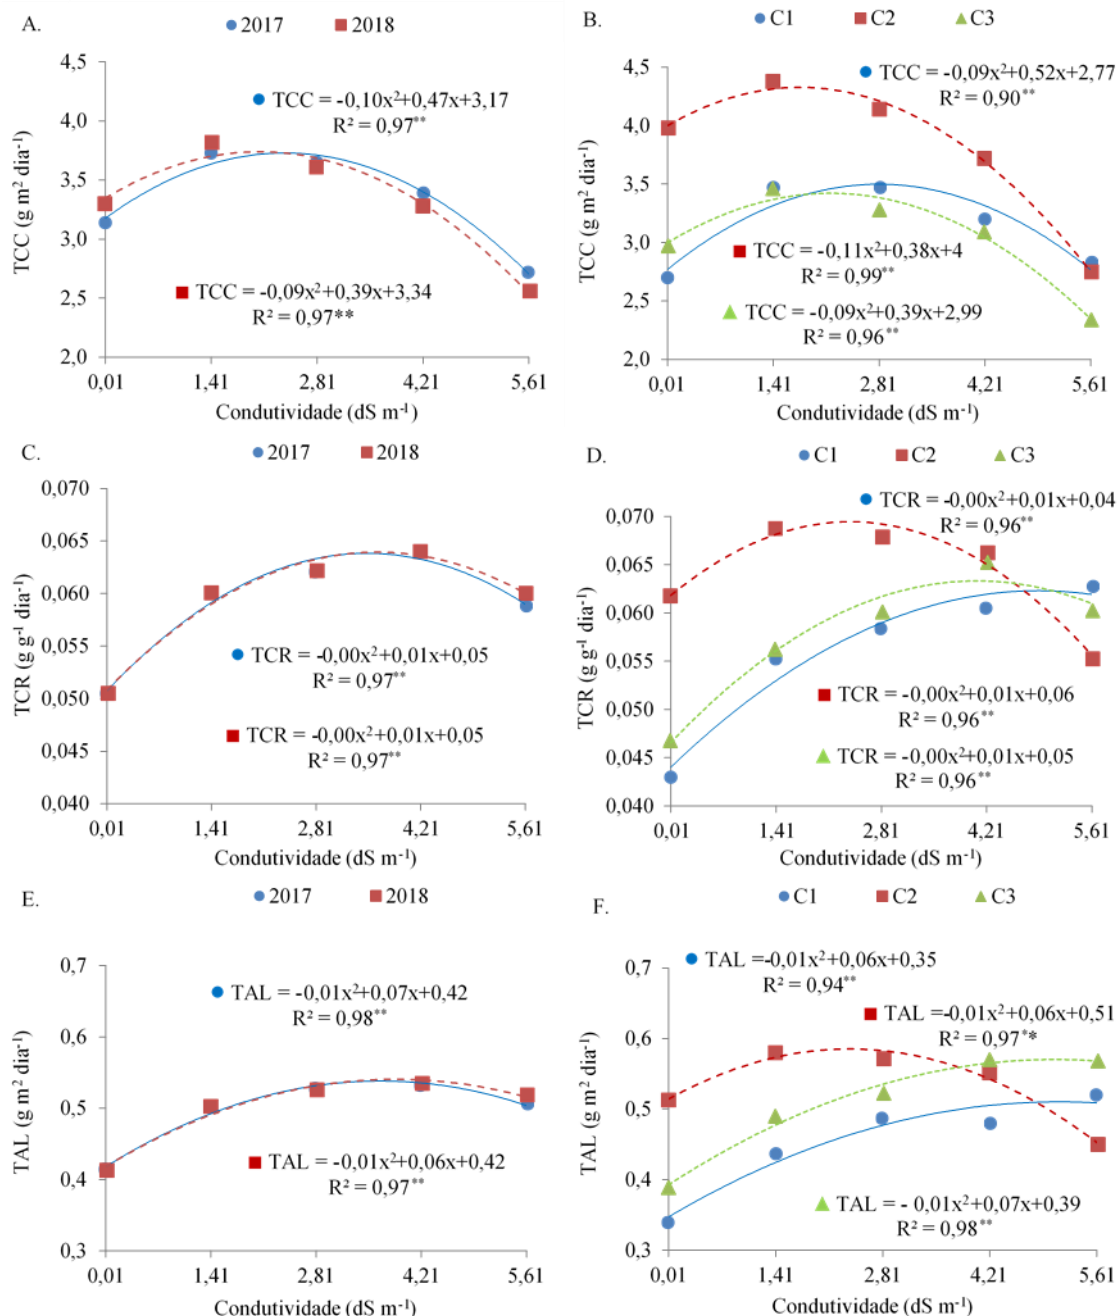 A.
2017 2018
4,5
4,0
3,5
3,0
2,5
2,0
TCC (g m² dia⁻¹)
TCC = -0,10x²+0,47x+3,17
R² = 0,97**
TCC = -0,09x²+0,39x+3,34
R² = 0,97**
0,01 1,41 2,81 4,21 5,61
Condutividade (dS m⁻¹)
B.
C1 C2 C3
4,5
4,0
3,5
3,0
2,5
2,0
TCC (g m² dia⁻¹)
TCC = -0,09x²+0,52x+2,77
R² = 0,90**
TCC = -0,11x²+0,38x+4
R² = 0,99**
TCC = -0,09x²+0,39x+2,99
R² = 0,96**
0,01 1,41 2,81 4,21 5,61
Condutividade (dS m⁻¹)
C.
2017 2018
0,070
0,065
0,060
0,055
0,050
0,045
0,040
TCR (g g⁻¹ dia⁻¹)
TCR = -0,00x²+0,01x+0,05
R² = 0,97**
TCR = -0,00x²+0,01x+0,05
R² = 0,97**
0,01 1,41 2,81 4,21 5,61
Condutividade (dS m⁻¹)
D.
C1 C2 C3
0,070
0,065
0,060
0,055
0,050
0,045
0,040
TCR (g g⁻¹ dia⁻¹)
TCR = -0,00x²+0,01x+0,04
R² = 0,96**
TCR = -0,00x²+0,01x+0,06
R² = 0,96**
TCR = -0,00x²+0,01x+0,05
R² = 0,96**
0,01 1,41 2,81 4,21 5,61
Condutividade (dS m⁻¹)
E.
2017 2018
0,7
0,6
0,5
0,4
0,3
TAL (g m² dia⁻¹)
TAL = -0,01x²+0,07x+0,42
R² = 0,98**
TAL = -0,01x²+0,06x+0,42
R² = 0,97**
0,01 1,41 2,81 4,21 5,61
Condutividade (dS m⁻¹)
F.
C1 C2 C3
0,7
0,6
0,5
0,4
0,3
TAL (g m² dia⁻¹)
TAL =-0,01x²+0,06x+0,35
R² = 0,94**
TAL =-0,01x²+0,06x+0,51
R² = 0,97**
TAL = - 0,01x²+0,07x+0,39
R² = 0,98**
0,01 1,41 2,81 4,21 5,61
Condutividade (dS m⁻¹)